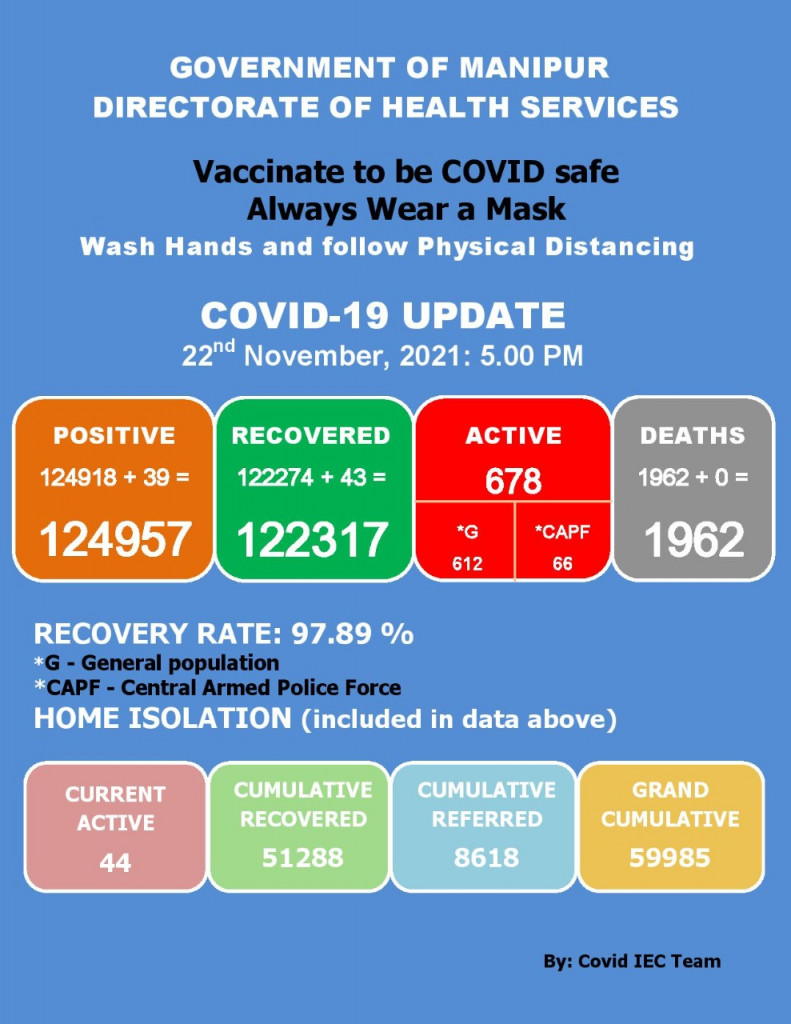 GOVERNMENT OF MANIPUR
DIRECTORATE OF HEALTH SERVICES
Vaccinate to be COVID safe
Always Wear a Mask
Wash Hands and follow Physical Distancing
COVID-19 UPDATE
22nd November, 2021: 5.00 PM
POSITIVE
124918 + 39 =
124957
RECOVERED
122274 + 43 =
122317
ACTIVE
678
*G
612
*CAPF
66
DEATHS
1962 + 0 =
1962
RECOVERY RATE: 97.89 %
*G - General population
*CAPF - Central Armed Police Force
HOME ISOLATION (included in data above)
CURRENT
ACTIVE
44
CUMULATIVE
RECOVERED
51288
CUMULATIVE
REFERRED
8618
GRAND
CUMULATIVE
59985
By: Covid IEC Team